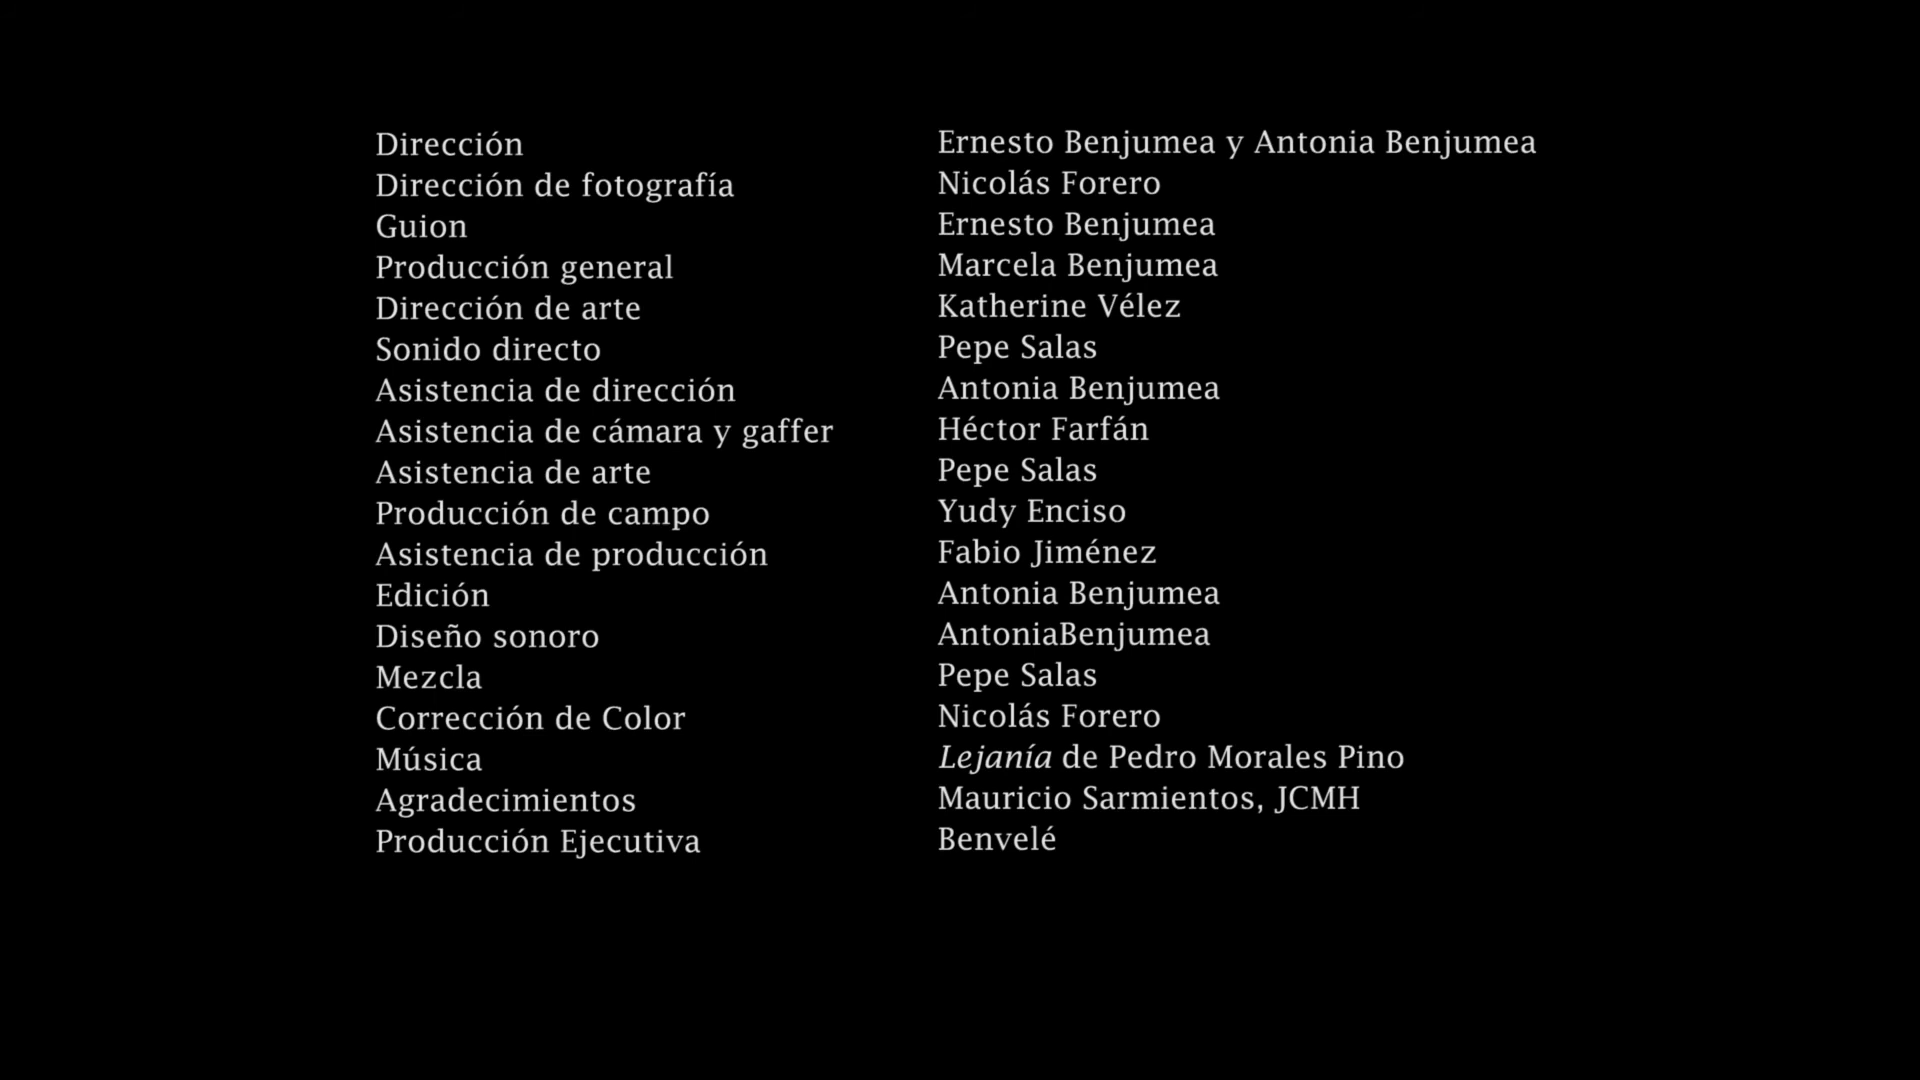 Dirección Ernesto Benjumea y Antonia Benjumea
Dirección de fotografía Nicolás Forero
Guion Ernesto Benjumea
Producción general Marcela Benjumea
Dirección de arte Katherine Vélez
Sonido directo Pepe Salas
Asistencia de dirección Antonia Benjumea
Asistencia de cámara y gaffer Héctor Farfán
Asistencia de arte Pepe Salas
Producción de campo Yudy Enciso
Asistencia de producción Fabio Jiménez
Edición Antonia Benjumea
Diseño sonoro AntoniaBenjumea
Mezcla Pepe Salas
Corrección de Color Nicolás Forero
Música Lejanía de Pedro Morales Pino
Agradecimientos Mauricio Sarmientos, JCMH
Producción Ejecutiva Benvelé